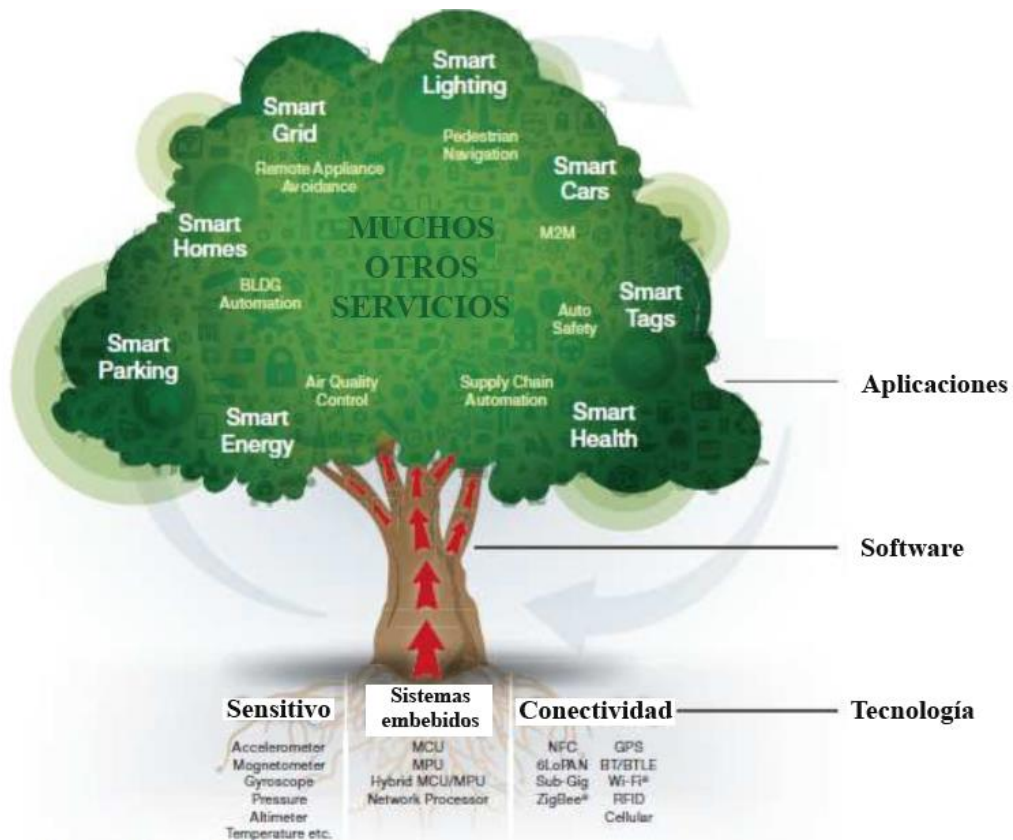 Smart
Lighting
Smart
Grid
Pedestrian
Navigation
Remote Appliance
Avoidance
Smart
Cars
Smart
Homes
MUCHOS
OTROS
SERVICIOS
M2M
BLDG
Automation
Smart
Tags
Auto
Safety
Smart
Parking
Air Quality
Control
Supply Chain
Automation
Aplicaciones
Smart
Energy
Smart
Health
Software
Sensitivo
Sistemas
embebidos
Conectividad
Tecnología
Accelerometer
Mognetometer
Gyroscope
Pressure
Altimeter
Temperature etc.
MCU
MPU
Hybrid MCU/MPU
Network Processor
NFC GPS
6LoPAN BT/BTLE
Sub-Gig Wi-Fi®
ZigBee® RFID
Cellular